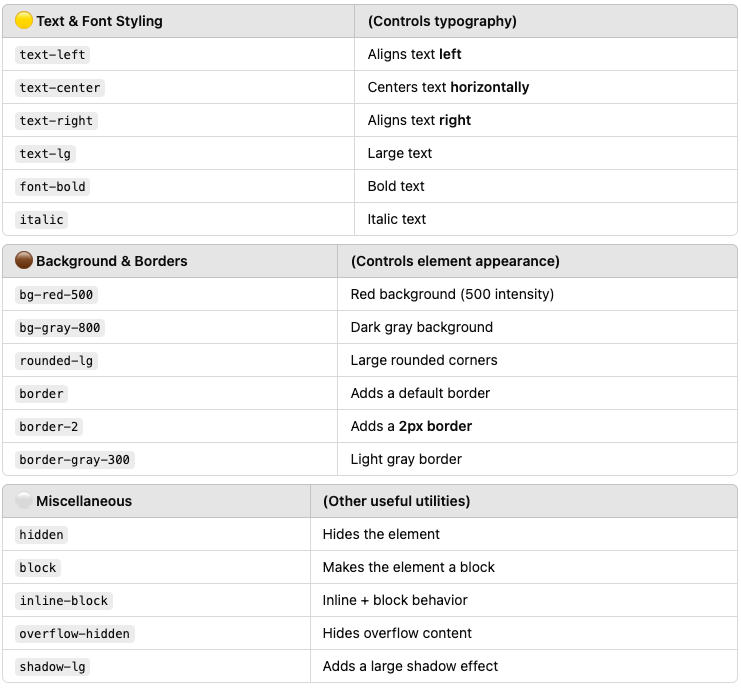 Text & Font Styling (Controls typography)
text-left Aligns text left
text-center Centers text horizontally
text-right Aligns text right
text-lg Large text
font-bold Bold text
italic Italic text
Background & Borders (Controls element appearance)
bg-red-500 Red background (500 intensity)
bg-gray-800 Dark gray background
rounded-lg Large rounded corners
border Adds a default border
border-2 Adds a 2px border
border-gray-300 Light gray border
Miscellaneous (Other useful utilities)
hidden Hides the element
block Makes the element a block
inline-block Inline + block behavior
overflow-hidden Hides overflow content
shadow-lg Adds a large shadow effect